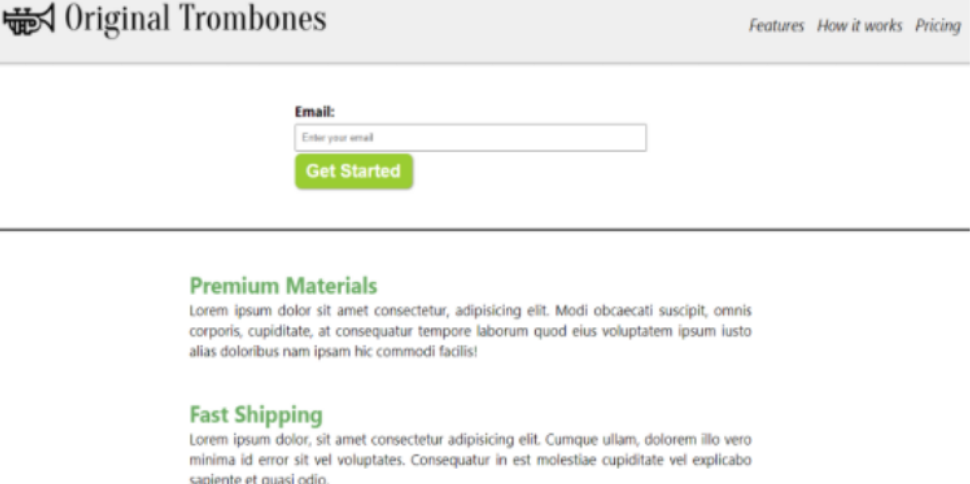 Original Trombones
Features How it works Pricing
Email:
Enter your email
Get Started
Premium Materials
Lorem ipsum dolor sit amet consectetur, adipisicing elit. Modi obcaecati suscipit, omnis
corporis, cupiditate, at consequatur tempore laborum quod eius voluptatem ipsum iusto
alias doloribus nam ipsam hic commodi facilis!
Fast Shipping
Lorem ipsum dolor, sit amet consectetur adipisicing elit. Cumque ullam, dolorem illo vero
minima id error sit vel voluptates. Consequatur in est molestiae cupiditate vel explicabo
sapiente et quasi odio.